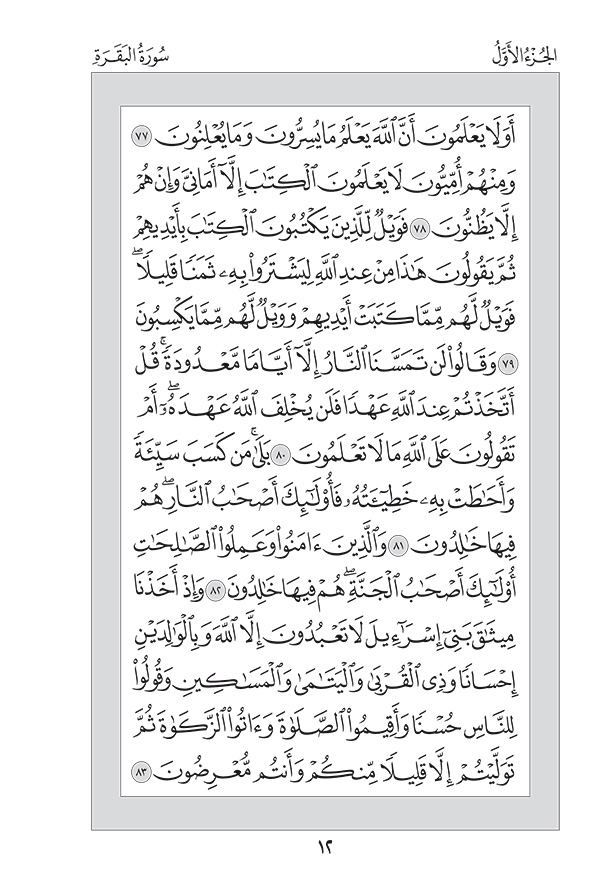 الجُزْءُ الأَوَّلُ
سُورَةُ البَقَرَةِ
أَوَلَا يَعْلَمُونَ أَنَّ ٱللَّهَ يَعْلَمُ مَا يُسِرُّونَ وَمَا يُعْلِنُونَ ٧٧
وَمِنْهُمْ أُمِّيُّونَ لَا يَعْلَمُونَ ٱلْكِتَٰبَ إِلَّآ أَمَانِىَّ وَإِنْ هُمْ
إِلَّا يَظُنُّونَ ٧٨ فَوَيْلٌ لِّلَّذِينَ يَكْتُبُونَ ٱلْكِتَٰبَ بِأَيْدِيهِمْ
ثُمَّ يَقُولُونَ هَٰذَا مِنْ عِندِ ٱللَّهِ لِيَشْتَرُوا۟ بِهِۦ ثَمَنًا قَلِيلًا ۖ
فَوَيْلٌ لَّهُم مِّمَّا كَتَبَتْ أَيْدِيهِمْ وَوَيْلٌ لَّهُم مِّمَّا يَكْسِبُونَ
٧٩ وَقَالُوا۟ لَن تَمَسَّنَا ٱلنَّارُ إِلَّآ أَيَّامًا مَّعْدُودَةً ۚ قُلْ
أَتَّخَذْتُمْ عِندَ ٱللَّهِ عَهْدًا فَلَن يُخْلِفَ ٱللَّهُ عَهْدَهُۥٓ ۖ أَمْ
تَقُولُونَ عَلَى ٱللَّهِ مَا لَا تَعْلَمُونَ ٨٠ بَلَىٰ ۚ مَن كَسَبَ سَيِّئَةً
وَأَحَٰطَتْ بِهِۦ خَطِيٓـَٔتُهُۥ فَأُو۟لَٰٓئِكَ أَصْحَٰبُ ٱلنَّارِ ۖ هُمْ
فِيهَا خَٰلِدُونَ ٨١ وَٱلَّذِينَ ءَامَنُوا۟ وَعَمِلُوا۟ ٱلصَّٰلِحَٰتِ
أُو۟لَٰٓئِكَ أَصْحَٰبُ ٱلْجَنَّةِ ۖ هُمْ فِيهَا خَٰلِدُونَ ٨٢ وَإِذْ أَخَذْنَا
مِيثَٰقَ بَنِىٓ إِسْرَٰٓءِيلَ لَا تَعْبُدُونَ إِلَّا ٱللَّهَ وَبِٱلْوَٰلِدَيْنِ
إِحْسَانًا وَذِى ٱلْقُرْبَىٰ وَٱلْيَتَٰمَىٰ وَٱلْمَسَٰكِينِ وَقُولُوا۟
لِلنَّاسِ حُسْنًا وَأَقِيمُوا۟ ٱلصَّلَوٰةَ وَءَاتُوا۟ ٱلزَّكَوٰةَ ثُمَّ
تَوَلَّيْتُمْ إِلَّا قَلِيلًا مِّنكُمْ وَأَنتُم مُّعْرِضُونَ ٨٣
١٢